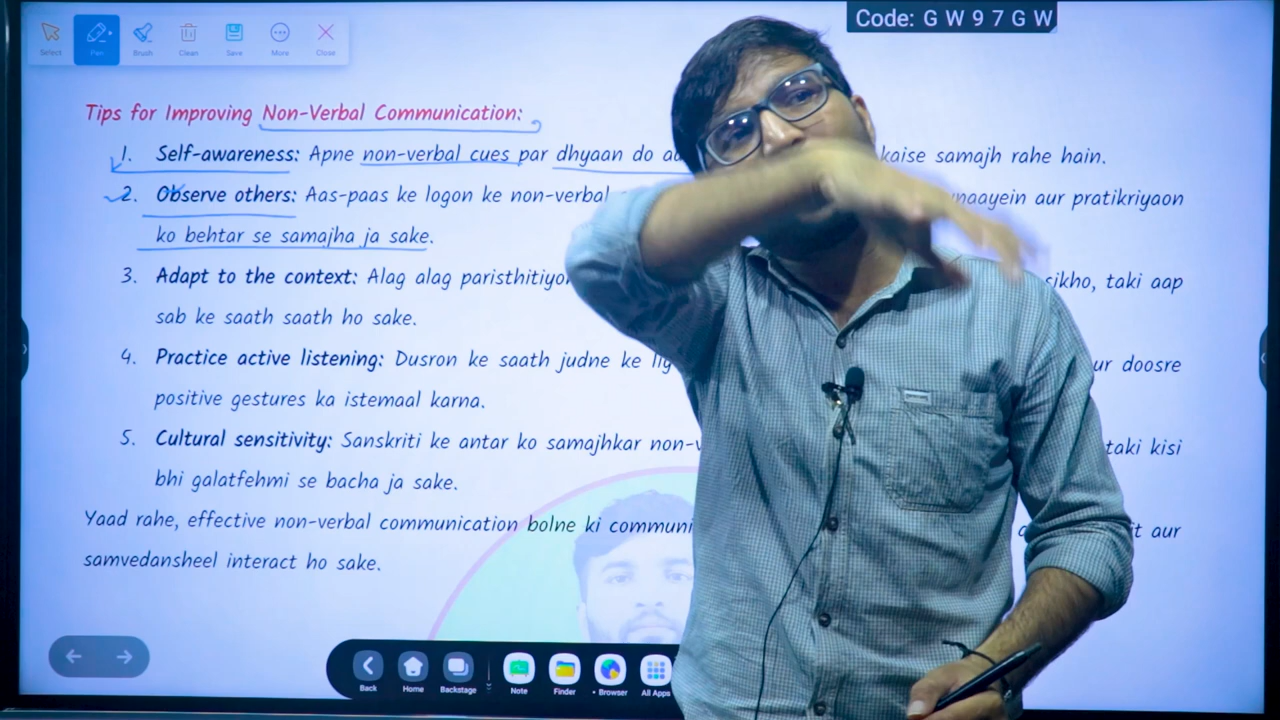 Code: G W 9 7 G W
Select Pen Brush Clean Save More Close
Tips for Improving Non-Verbal Communication:
1. Self-awareness: Apne non-verbal cues par dhyaan do kaise samajh rahe hain.
2. Observe others: Aas-paas ke logon ke non-verbal aur pratikriyaon
ko behtar se samajha ja sake.
3. Adapt to the context: Alag alag sikho, taki aap
sab ke saath saath ho sake.
4. Practice active listening: Dusron ke saath judne ke doosre
positive gestures ka istemaal karna.
5. Cultural sensitivity: Sanskriti ke antar ko samajhkar taki kisi
bhi galatfehmi se bacha ja sake.
Yaad rahe, effective non-verbal communication bolne ki aur
samvedansheel interact ho sake.
Back Home Backstage Note Finder Browser All Apps